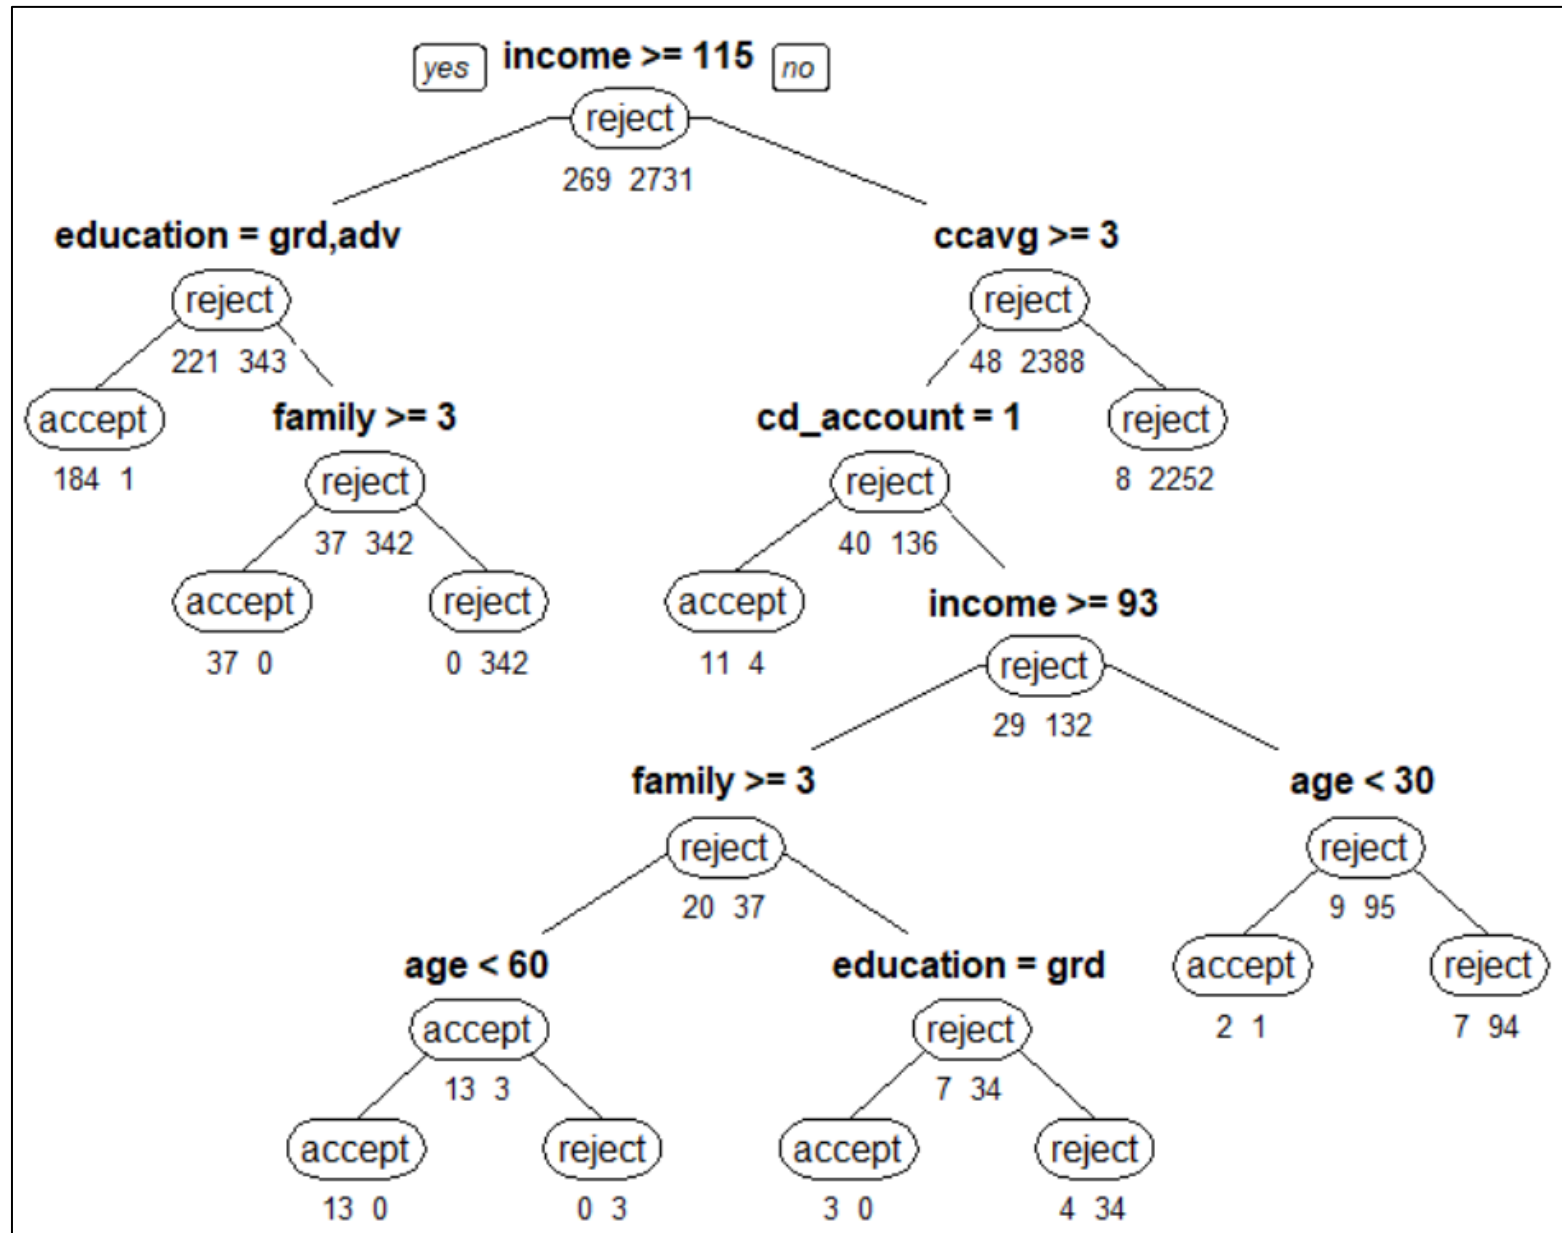 yes income >= 115 no
reject
269 2731
education = grd,adv ccavg >= 3
reject reject
221 343 48 2388
accept family >= 3 cd_account = 1 reject
184 1 reject reject 8 2252
37 342 40 136
accept reject accept income >= 93
37 0 0 342 11 4 reject
29 132
family >= 3 age < 30
reject reject
20 37 9 95
age < 60 education = grd accept reject
accept reject 2 1 7 94
13 3 7 34
accept reject accept reject
13 0 0 3 3 0 4 34